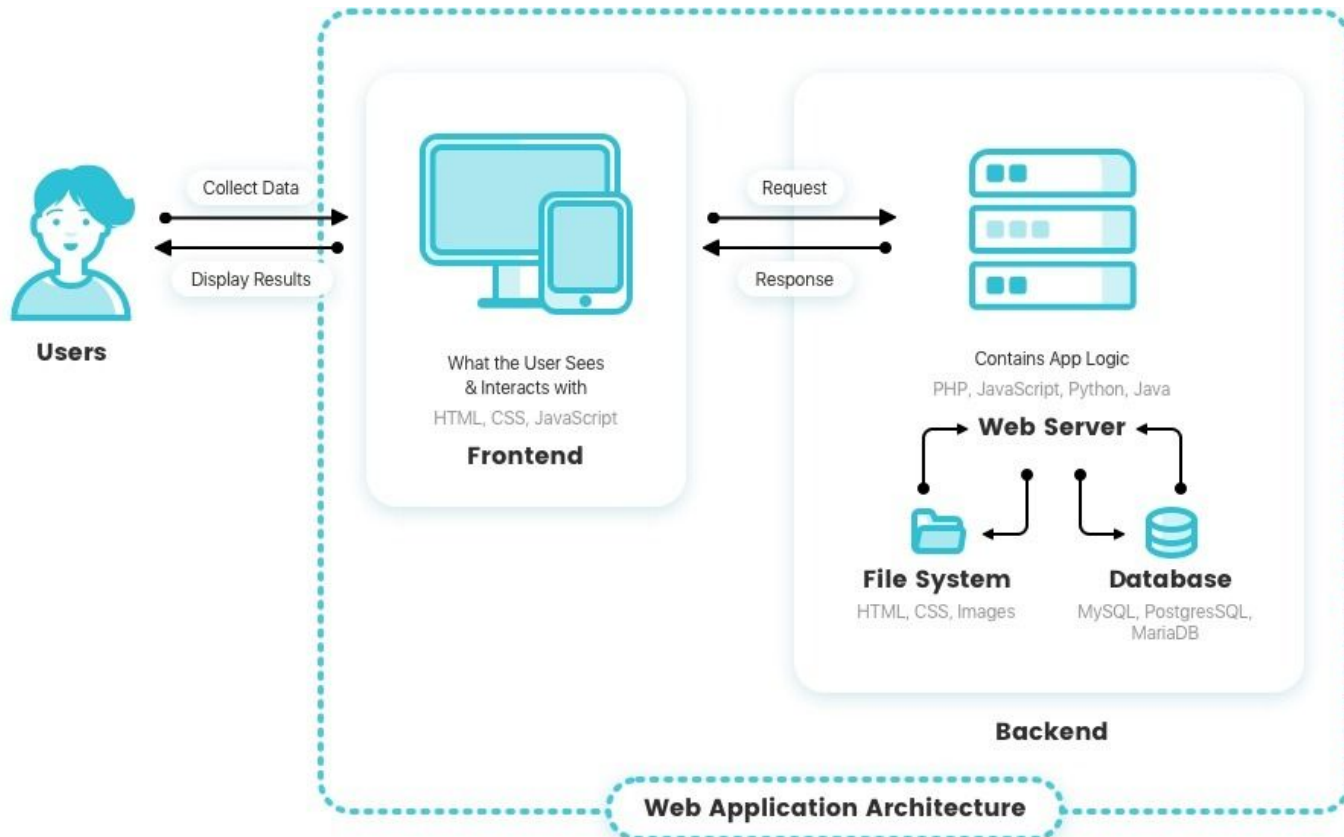 Collect Data
Display Results
Users
What the User Sees
& Interacts with
HTML, CSS, JavaScript
Frontend
Request
Response
Contains App Logic
PHP, JavaScript, Python, Java
Web Server
File System
HTML, CSS, Images
Database
MySQL, PostgresSQL,
MariaDB
Backend
Web Application Architecture